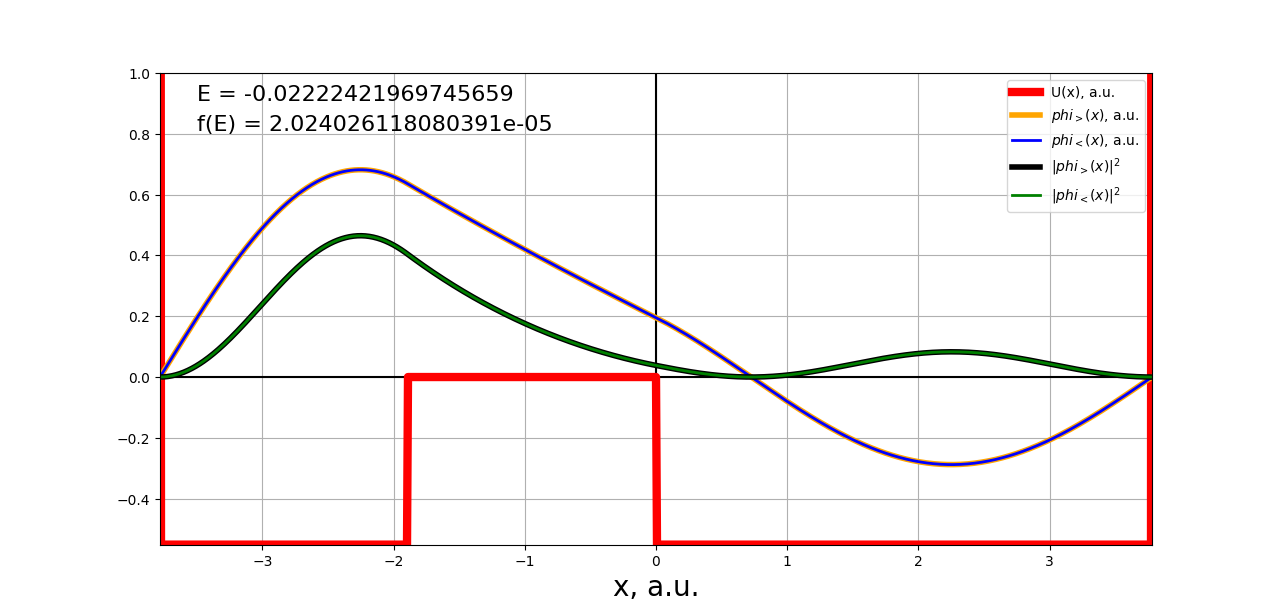 E = -0.02222421969745659
f(E) = 2.024026118080391e-05
U(x), a.u.
phi>(x), a.u.
phi<(x), a.u.
|phi>(x)|²
|phi<(x)|²
1.0
0.8
0.6
0.4
0.2
0.0
−0.2
−0.4
−3 −2 −1 0 1 2 3
x, a.u.